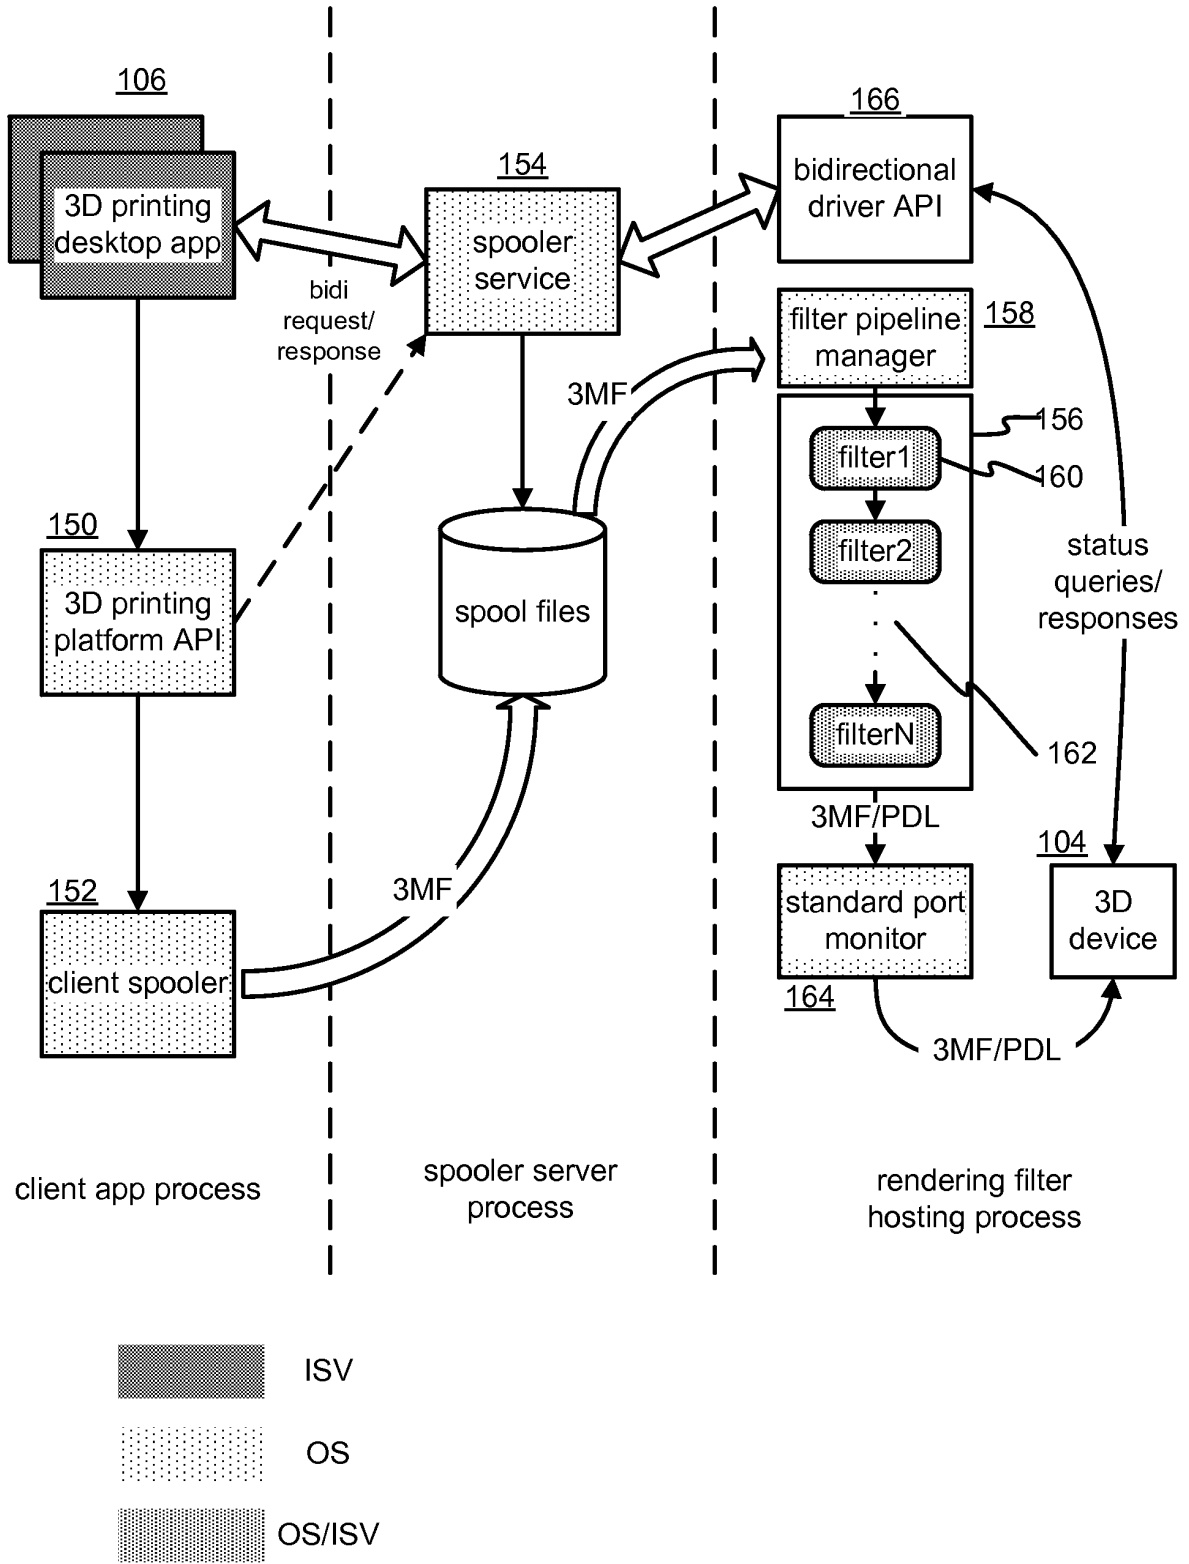 106
3D printing
desktop app
154
spooler
service
166
bidirectional
driver API
bidi
request/
response
filter pipeline
manager
158
3MF
156
filter1
160
filter2
150
3D printing
platform API
spool files
status
queries/
responses
filterN
162
3MF/PDL
104
3D
device
152
client spooler
3MF
standard port
monitor
164
3MF/PDL
client app process
spooler server
process
rendering filter
hosting process
ISV
OS
OS/ISV